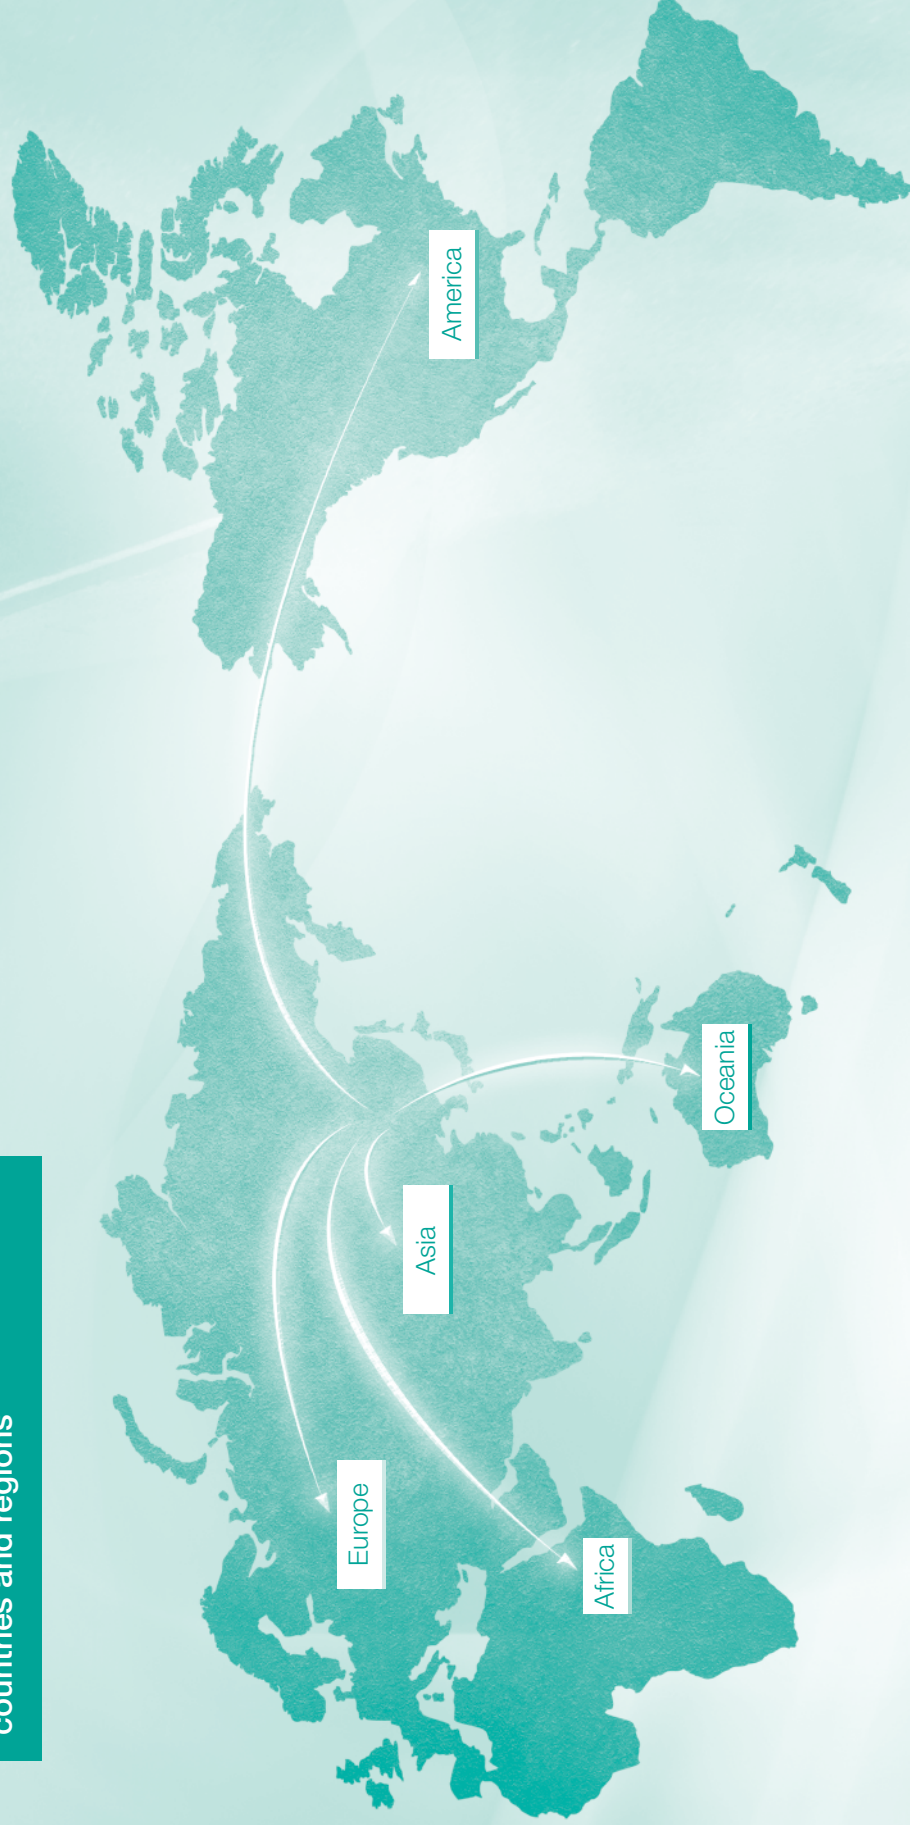 countries and regions
Europe
Africa
Asia
Oceania
America